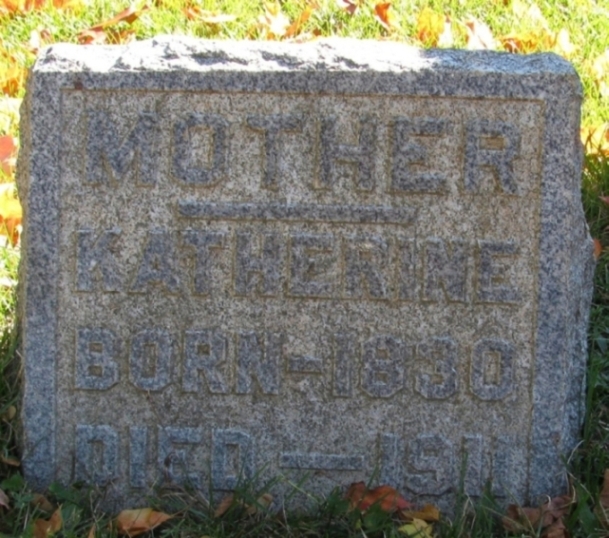 MOTHER
KATHERINE
BORN-1830
DIED-1911